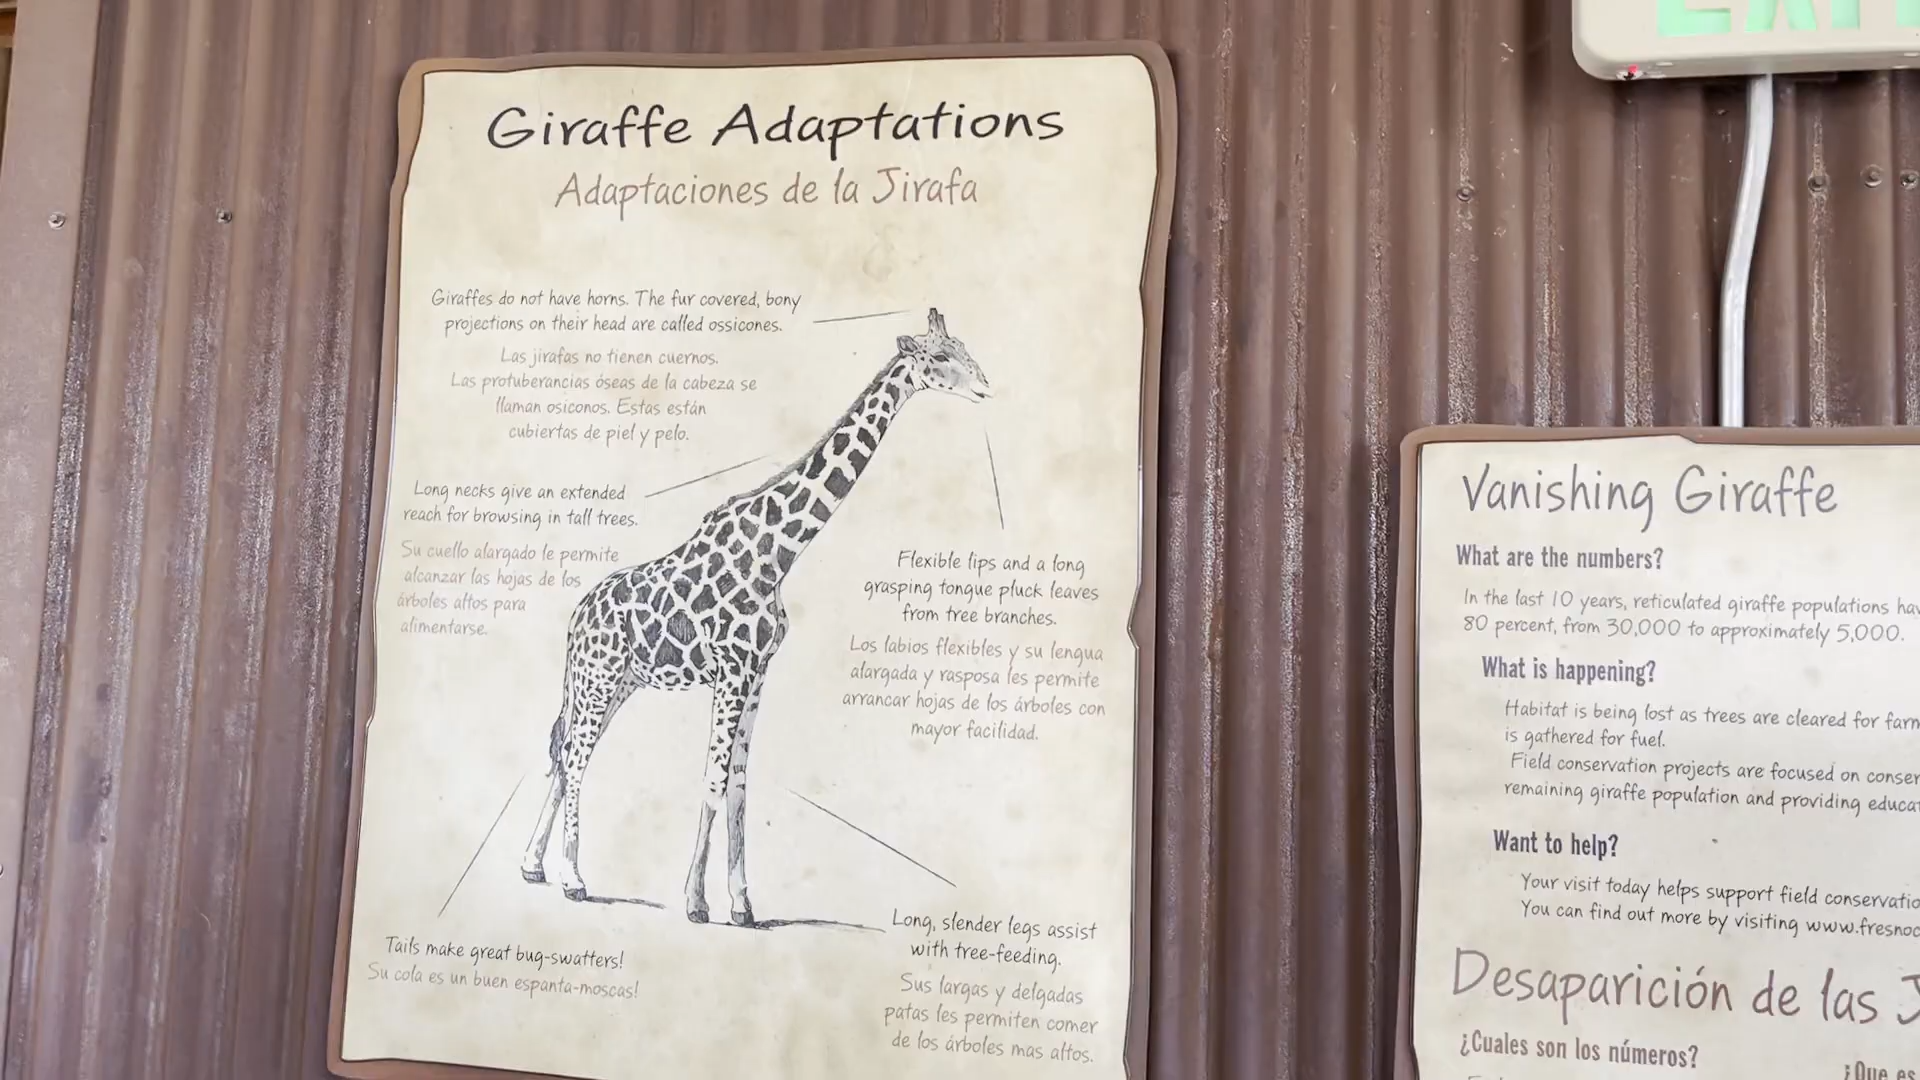 EXIT
Giraffe Adaptations
Adaptaciones de la Jirafa
Giraffes do not have horns. The fur covered, bony
projections on their head are called ossicones.
Las jirafas no tienen cuernos.
Las protuberancias óseas de la cabeza se
llaman osiconos. Estas están
cubiertas de piel y pelo.
Long necks give an extended
reach for browsing in tall trees.
Su cuello alargado le permite
alcanzar las hojas de los
árboles altos para
alimentarse.
Flexible lips and a long
grasping tongue pluck leaves
from tree branches.
Los labios flexibles y su lengua
alargada y rasposa les permite
arrancar hojas de los árboles con
mayor facilidad.
Tails make great bug-swatters!
Su cola es un buen espanta-moscas!
Long, slender legs assist
with tree-feeding.
Sus largas y delgadas
patas les permiten comer
de los árboles mas altos.
Vanishing Giraffe
What are the numbers?
In the last 10 years, reticulated giraffe populations hav
80 percent, from 30,000 to approximately 5,000.
What is happening?
Habitat is being lost as trees are cleared for farm
is gathered for fuel.
Field conservation projects are focused on conser
remaining giraffe population and providing educat
Want to help?
Your visit today helps support field conservatio
You can find out more by visiting www.fresnoc
Desaparición de las J
¿Cuales son los números?
¿Que es